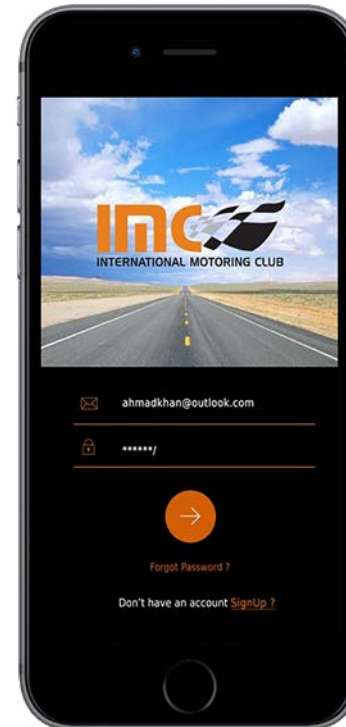 IMC
INTERNATIONAL MOTORING CLUB
ahmadkhan@outlook.com
******/
Forgot Password ?
Don't have an account SignUp ?